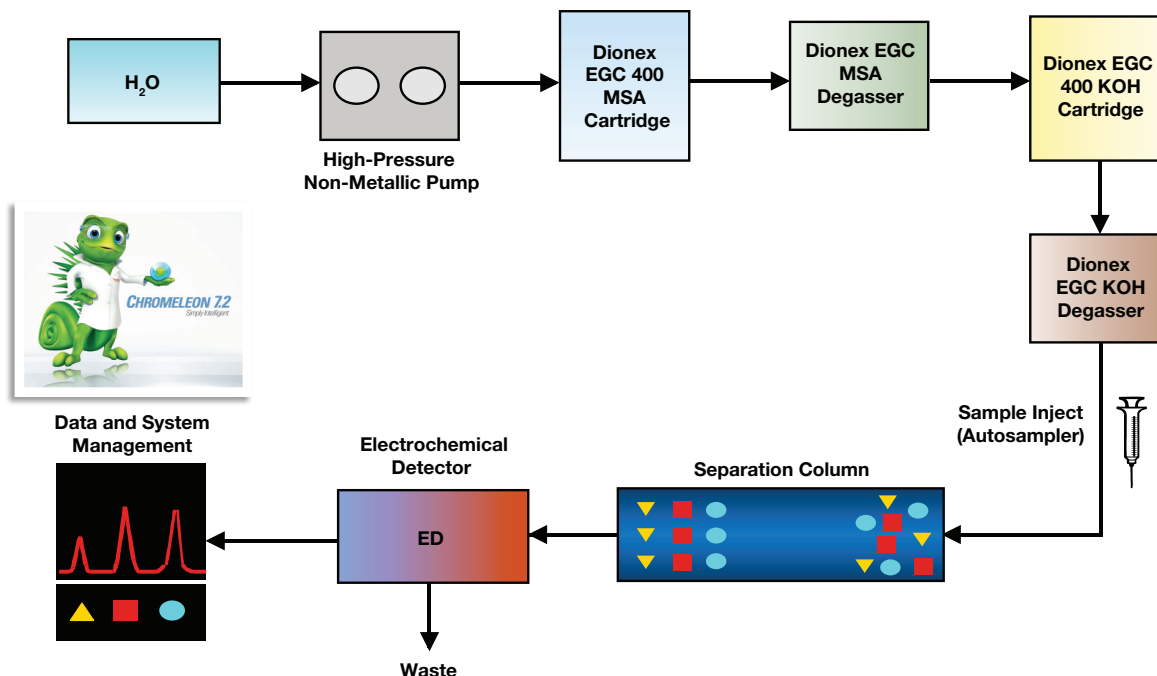 H₂O
High-Pressure
Non-Metallic Pump
Dionex
EGC 400
MSA
Cartridge
Dionex EGC
MSA
Degasser
Dionex EGC
400 KOH
Cartridge
Dionex
EGC KOH
Degasser
Sample Inject
(Autosampler)
Separation Column
Electrochemical
Detector
ED
Waste
CHROMELEON 7.2
Simply Intelligent
Data and System
Management